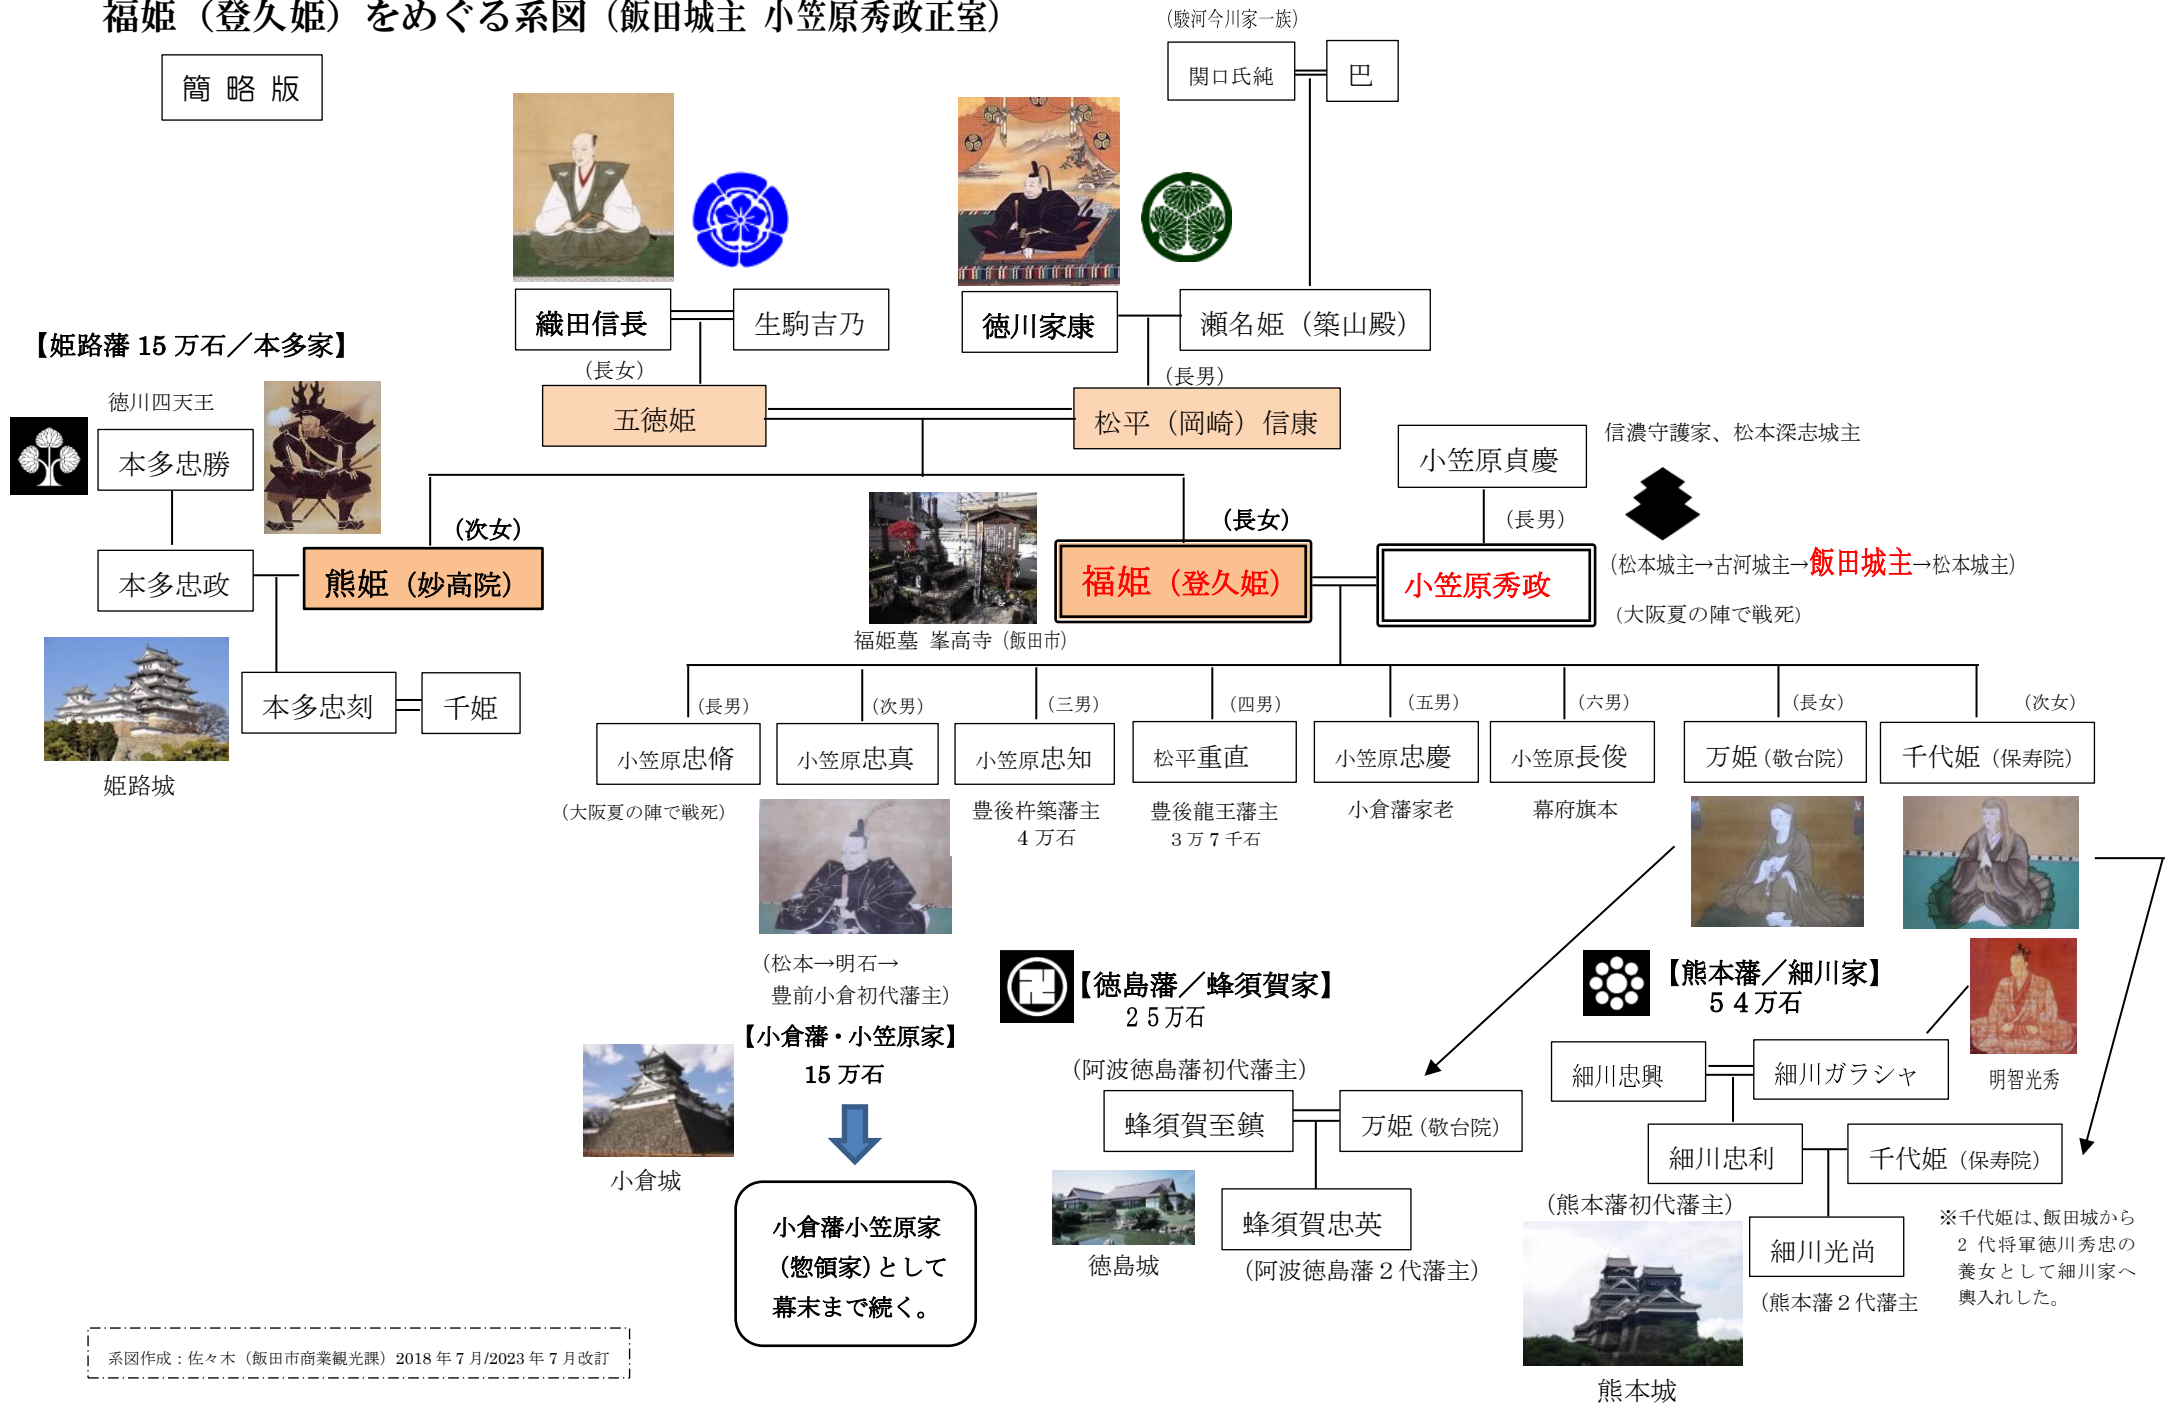 福姫（登久姫）をめぐる系図（飯田城主 小笠原秀政正室）
簡 略 版
（駿河今川家一族）
関口氏純
巴
織田信長
生駒吉乃
徳川家康
瀬名姫（築山殿）
（長女）
（長男）
五徳姫
松平（岡崎）信康
【姫路藩 15 万石／本多家】
徳川四天王
本多忠勝
小笠原貞慶
信濃守護家、松本深志城主
（次女）
（長女）
（長男）
本多忠政
熊姫（妙高院）
福姫（登久姫）
小笠原秀政
（松本城主→古河城主→飯田城主→松本城主）
（大阪夏の陣で戦死）
福姫墓 峯高寺（飯田市）
本多忠刻
千姫
姫路城
（長男）
（次男）
（三男）
（四男）
（五男）
（六男）
（長女）
（次女）
小笠原忠脩
小笠原忠真
小笠原忠知
松平重直
小笠原忠慶
小笠原長俊
万姫（敬台院）
千代姫（保寿院）
（大阪夏の陣で戦死）
豊後杵築藩主
４万石
豊後龍王藩主
３万７千石
小倉藩家老
幕府旗本
（松本→明石→
豊前小倉初代藩主）
【小倉藩・小笠原家】
15 万石
小倉城
小倉藩小笠原家
（惣領家）として
幕末まで続く。
【徳島藩／蜂須賀家】
２５万石
（阿波徳島藩初代藩主）
蜂須賀至鎮
万姫（敬台院）
蜂須賀忠英
（阿波徳島藩２代藩主）
徳島城
【熊本藩／細川家】
５４万石
細川忠興
細川ガラシャ
明智光秀
細川忠利
千代姫（保寿院）
（熊本藩初代藩主）
細川光尚
（熊本藩２代藩主
熊本城
※千代姫は、飯田城から
２代将軍徳川秀忠の
養女として細川家へ
輿入れした。
系図作成：佐々木（飯田市商業観光課）2018 年 7 月/2023 年 7 月改訂